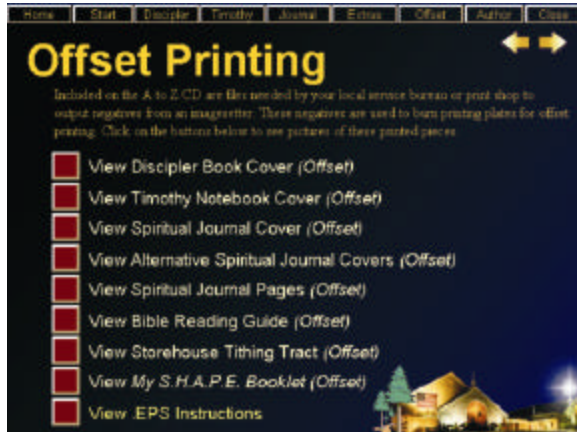 Home Start Discipler Timothy Journal Extras Offset Author Close
Offset Printing
Included on the A to Z CD are files needed by your local service bureau or print shop to
output negatives from an imagesetter. These negatives are used to burn printing plates for offset
printing. Click on the buttons below to see pictures of these printed pieces.
View Discipler Book Cover (Offset)
View Timothy Notebook Cover (Offset)
View Spiritual Journal Cover (Offset)
View Alternative Spiritual Journal Covers (Offset)
View Spiritual Journal Pages (Offset)
View Bible Reading Guide (Offset)
View Storehouse Tithing Tract (Offset)
View My S.H.A.P.E. Booklet (Offset)
View .EPS Instructions